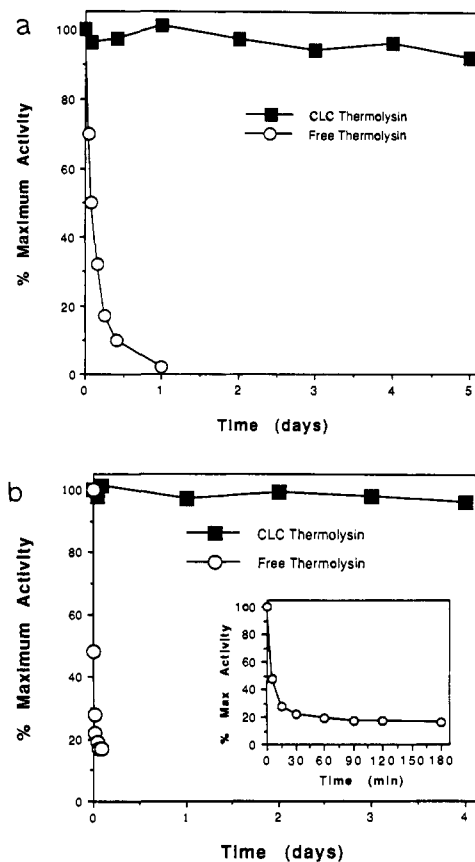 a
% Maximum Activity
100
80
60
40
20
0
CLC Thermolysin
Free Thermolysin
0 1 2 3 4 5
Time (days)
b
% Maximum Activity
100
80
60
40
20
0
CLC Thermolysin
Free Thermolysin
% Max Activity
100
80
60
40
20
0
0 30 60 90 120 150 180
Time (min)
0 1 2 3 4
Time (days)